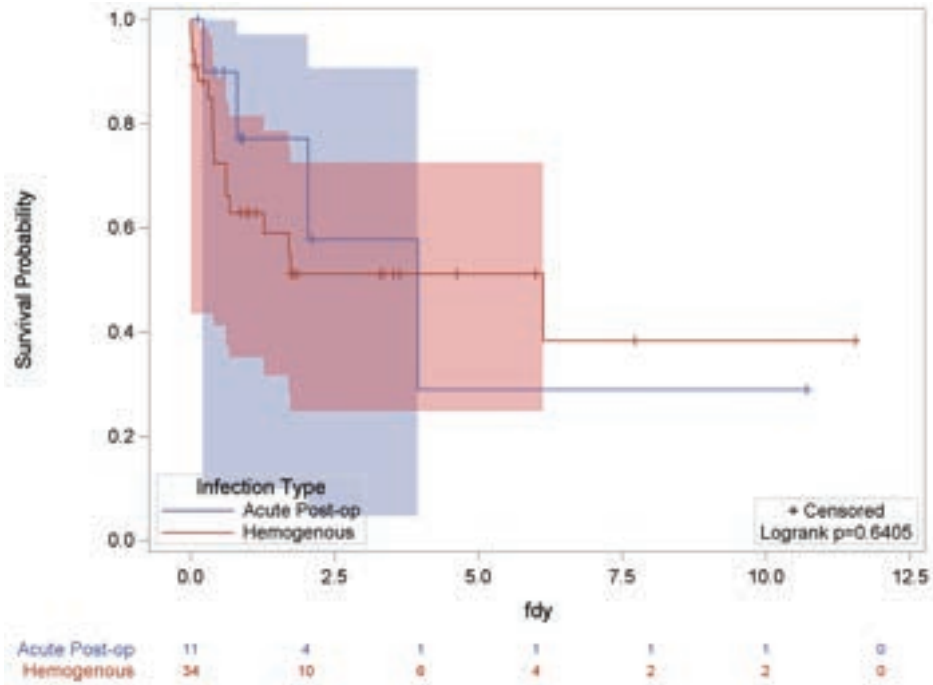 1.0
0.8
0.6
0.4
0.2
0.0
Survival Probability
Infection Type
Acute Post-op
Hemogenous
+ Censored
Logrank p=0.6405
0.0 2.5 5.0 7.5 10.0 12.5
fdy
Acute Post-op 11 4 1 1 1 1 0
Hemogenous 34 10 6 4 2 2 0